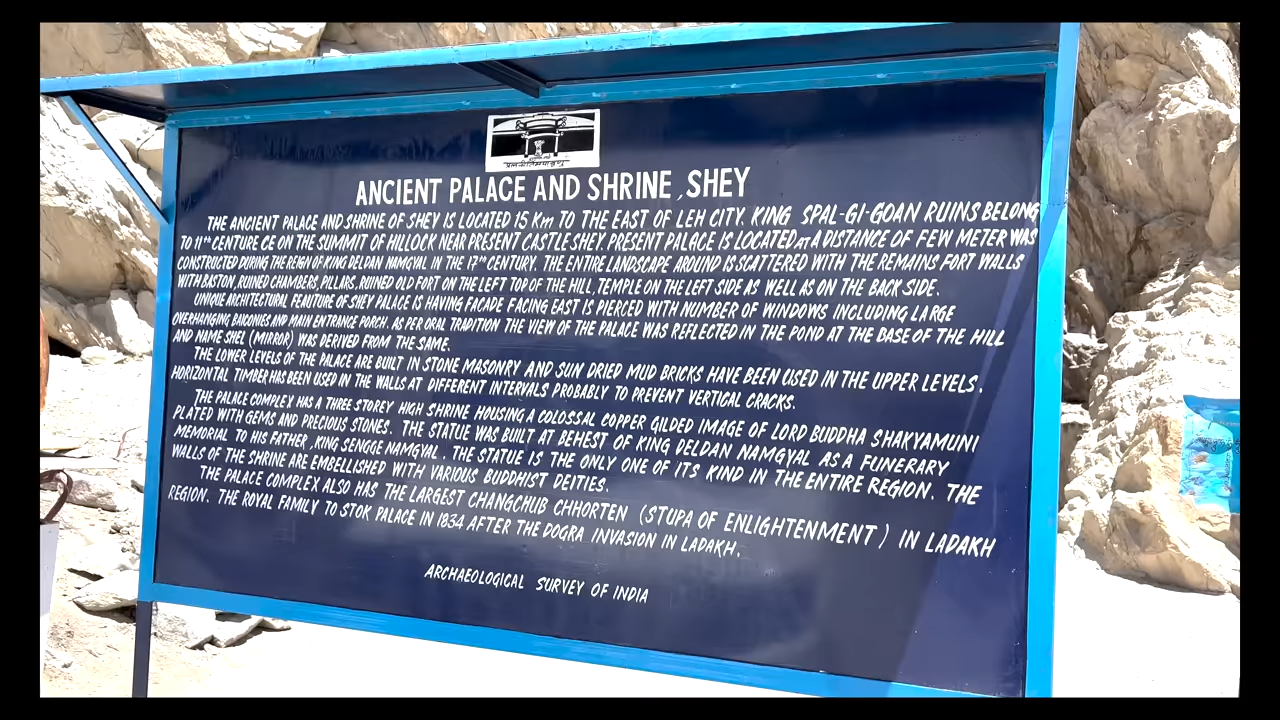 ANCIENT PALACE AND SHRINE ,SHEY
THE ANCIENT PALACE AND SHRINE OF SHEY IS LOCATED 15 Km TO THE EAST OF LEH CITY. KING SPAL-GI-GOAN RUINS BELONG
TO 11TH CENTURE CE ON THE SUMMIT OF HILLOCK NEAR PRESENT CASTLE SHEY. PRESENT PALACE IS LOCATED at A DISTANCE OF FEW METER WAS
CONSTRUCTED DURING THE REIGN OF KING DELDAN NAMGYAL IN THE 17TH CENTURY. THE ENTIRE LANDSCAPE AROUND IS SCATTERED WITH THE REMAINS FORT WALLS
WITH BASTON, RUINED CHAMBERS, PILLARS. RUINED OLD FORT ON THE LEFT TOP OF THE HILL, TEMPLE ON THE LEFT SIDE AS WELL AS ON THE BACK SIDE.
UNIQUE ARCHITECTURAL FEAUTURE OF SHEY PALACE IS HAVING FACADE FACING EAST IS PIERCED WITH NUMBER OF WINDOWS INCLUDING LARGE
OVERHANGING BALCONIES AND MAIN ENTRANCE PORCH. AS PER ORAL TRADITION THE VIEW OF THE PALACE WAS REFLECTED IN THE POND AT THE BASE OF THE HILL
AND NAME SHEL (MIRROR) WAS DERIVED FROM THE SAME.
THE LOWER LEVELS OF THE PALACE ARE BUILT IN STONE MASONRY AND SUN DRIED MUD BRICKS HAVE BEEN USED IN THE UPPER LEVELS.
HORIZONTAL TIMBER HAS BEEN USED IN THE WALLS AT DIFFERENT INTERVALS PROBABLY TO PREVENT VERTICAL CRACKS.
THE PALACE COMPLEX HAS A THREE STOREY HIGH SHRINE HOUSING A COLOSSAL COPPER GILDED IMAGE OF LORD BUDDHA SHAKYAMUNI
PLATED WITH GEMS AND PRECIOUS STONES. THE STATUE WAS BUILT AT BEHEST OF KING DELDAN NAMGYAL AS A FUNERARY
MEMORIAL TO HIS FATHER ,KING SENGGE NAMGYAL. THE STATUE IS THE ONLY ONE OF ITS KIND IN THE ENTIRE REGION. THE
WALLS OF THE SHRINE ARE EMBELLISHED WITH VARIOUS BUDDHIST DEITIES.
THE PALACE COMPLEX ALSO HAS THE LARGEST CHANGCHUB CHHORTEN (STUPA OF ENLIGHTENMENT) IN LADAKH
REGION. THE ROYAL FAMILY TO STOK PALACE IN 1834 AFTER THE DOGRA INVASION IN LADAKH.
ARCHAEOLOGICAL SURVEY OF INDIA